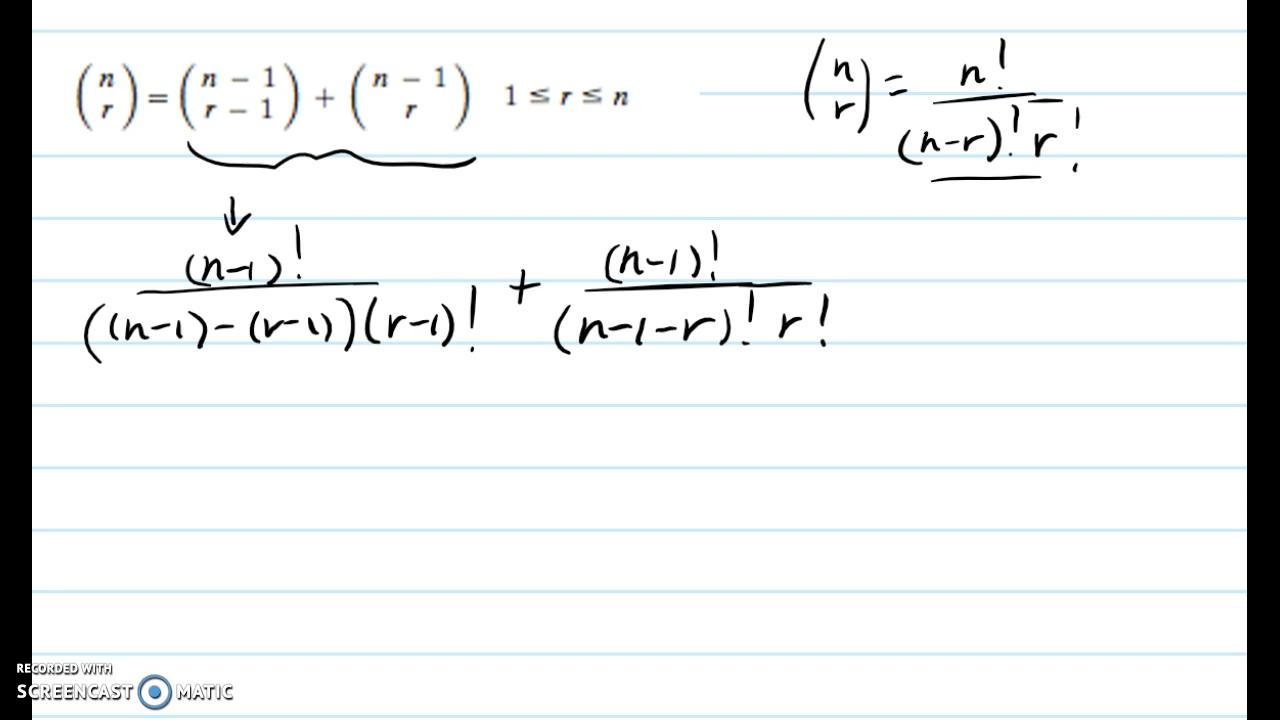 (n r) = (n − 1 r − 1) + (n − 1 r) 1 ≤ r ≤ n
(n r) = n! / (n-r)! r!
↓
(n-1)! / ((n-1)-(r-1))(r-1)! + (n-1)! / (n-1-r)! r!
RECORDED WITH
SCREENCAST MATIC